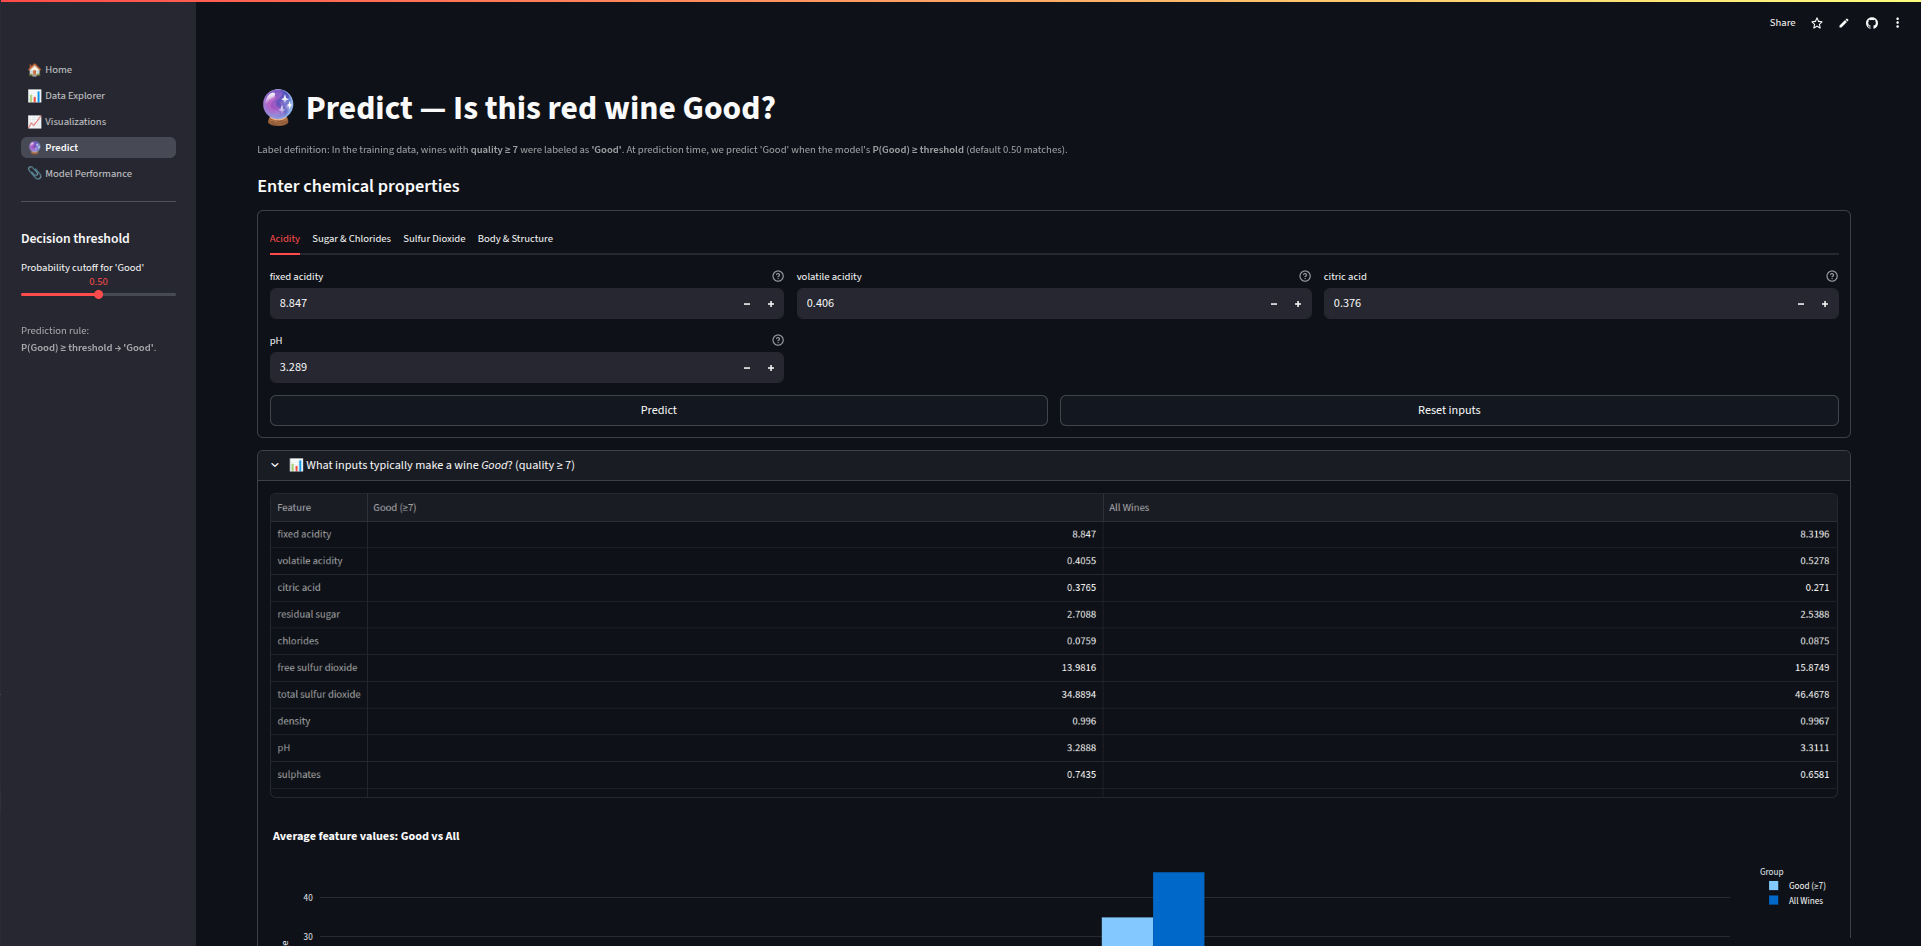 Share
Home
Data Explorer
Visualizations
Predict
Model Performance
Decision threshold
Probability cutoff for 'Good'
0.50
Prediction rule:
P(Good) ≥ threshold → 'Good'.
Predict — Is this red wine Good?
Label definition: In the training data, wines with quality ≥ 7 were labeled as 'Good'. At prediction time, we predict 'Good' when the model's P(Good) ≥ threshold (default 0.50 matches).
Enter chemical properties
Acidity Sugar & Chlorides Sulfur Dioxide Body & Structure
fixed acidity volatile acidity citric acid
8.847 0.406 0.376
pH
3.289
Predict Reset inputs
What inputs typically make a wine Good? (quality ≥ 7)
Feature Good (≥7) All Wines
fixed acidity 8.847 8.3196
volatile acidity 0.4055 0.5278
citric acid 0.3765 0.271
residual sugar 2.7088 2.5388
chlorides 0.0759 0.0875
free sulfur dioxide 13.9816 15.8749
total sulfur dioxide 34.8894 46.4678
density 0.996 0.9967
pH 3.2888 3.3111
sulphates 0.7435 0.6581
Average feature values: Good vs All
Group
Good (≥7)
All Wines
40
30